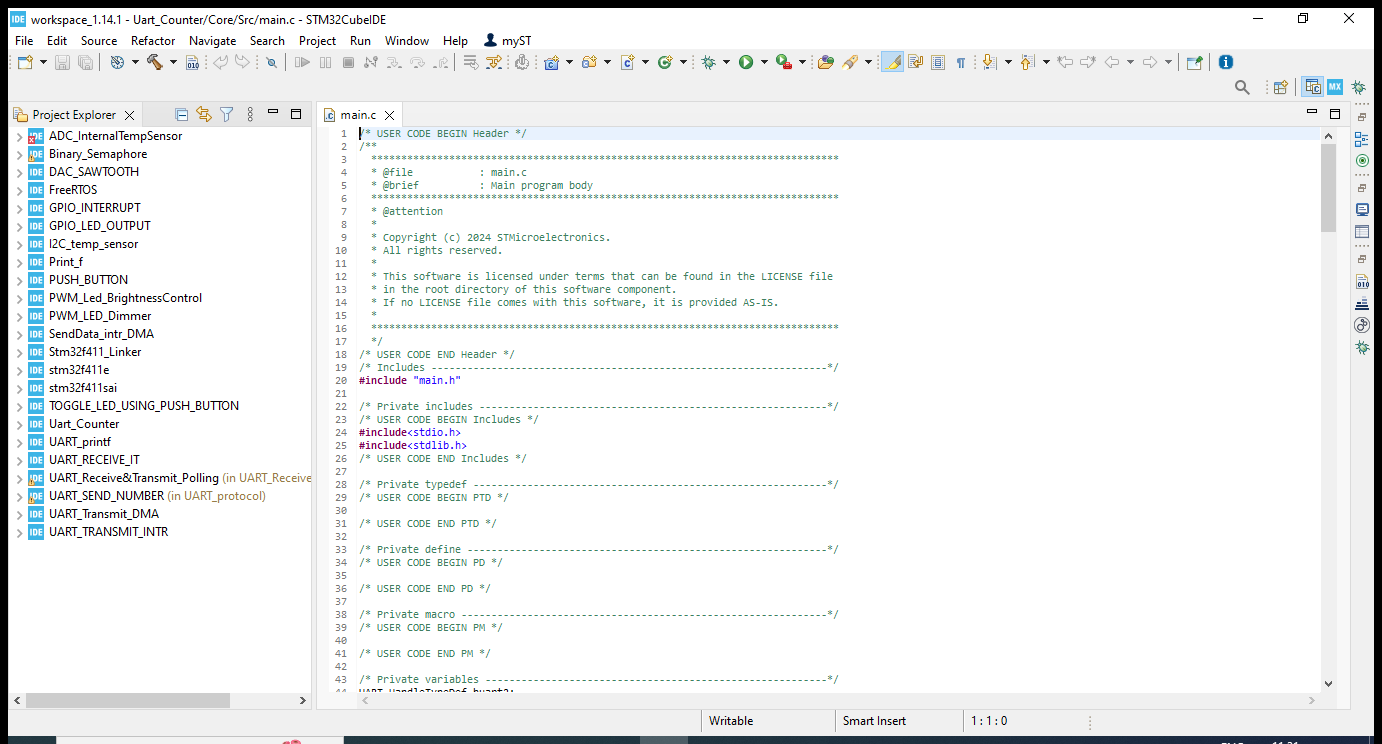 IDE workspace_1.14.1 - Uart_Counter/Core/Src/main.c - STM32CubeIDE
File Edit Source Refactor Navigate Search Project Run Window Help myST
Project Explorer
ADC_InternalTempSensor
Binary_Semaphore
DAC_SAWTOOTH
FreeRTOS
GPIO_INTERRUPT
GPIO_LED_OUTPUT
I2C_temp_sensor
Print_f
PUSH_BUTTON
PWM_Led_BrightnessControl
PWM_LED_Dimmer
SendData_intr_DMA
Stm32f411_Linker
stm32f411e
stm32f411sai
TOGGLE_LED_USING_PUSH_BUTTON
Uart_Counter
UART_printf
UART_RECEIVE_IT
UART_Receive&Transmit_Polling (in UART_Receive
UART_SEND_NUMBER (in UART_protocol)
UART_Transmit_DMA
UART_TRANSMIT_INTR
main.c
1 /* USER CODE BEGIN Header */
2 /**
3 ******************************************************************************
4 * @file : main.c
5 * @brief : Main program body
6 ******************************************************************************
7 * @attention
8 *
9 * Copyright (c) 2024 STMicroelectronics.
10 * All rights reserved.
11 *
12 * This software is licensed under terms that can be found in the LICENSE file
13 * in the root directory of this software component.
14 * If no LICENSE file comes with this software, it is provided AS-IS.
15 *
16 ******************************************************************************
17 */
18 /* USER CODE END Header */
19 /* Includes ------------------------------------------------------------------*/
20 #include "main.h"
21
22 /* Private includes ----------------------------------------------------------*/
23 /* USER CODE BEGIN Includes */
24 #include<stdio.h>
25 #include<stdlib.h>
26 /* USER CODE END Includes */
27
28 /* Private typedef -----------------------------------------------------------*/
29 /* USER CODE BEGIN PTD */
30
31 /* USER CODE END PTD */
32
33 /* Private define ------------------------------------------------------------*/
34 /* USER CODE BEGIN PD */
35
36 /* USER CODE END PD */
37
38 /* Private macro -------------------------------------------------------------*/
39 /* USER CODE BEGIN PM */
40
41 /* USER CODE END PM */
42
43 /* Private variables ---------------------------------------------------------*/
44 UART_HandleTypeDef huart2;
Writable Smart Insert 1 : 1 : 0